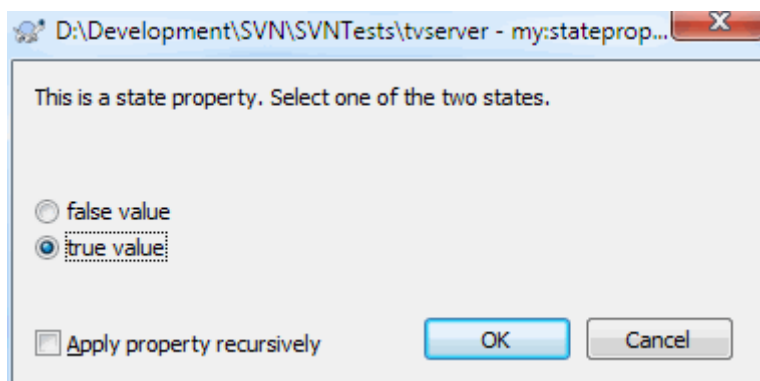 D:\Development\SVN\SVNTests\tvserver - my:stateprop...
This is a state property. Select one of the two states.
false value
true value
Apply property recursively
OK
Cancel